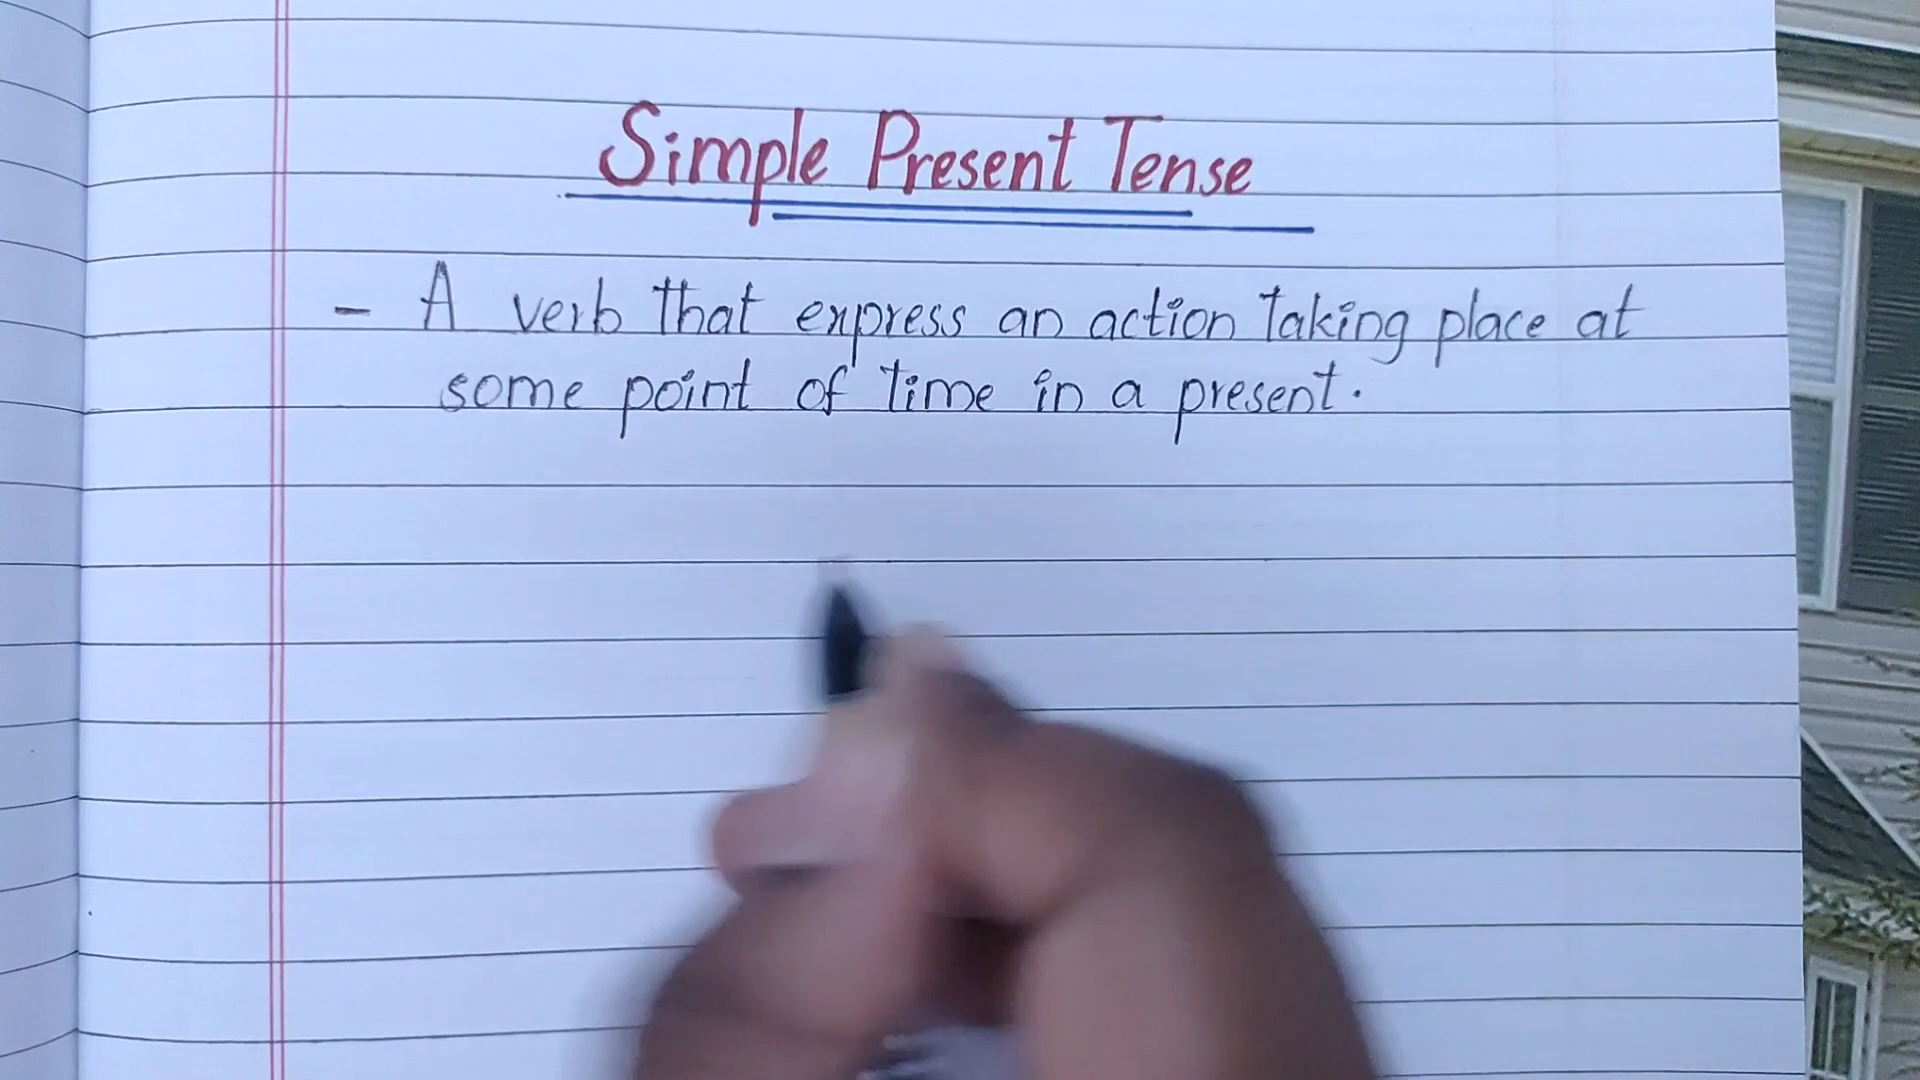 Simple Present Tense
- A verb that express an action taking place at
some point of time in a present.